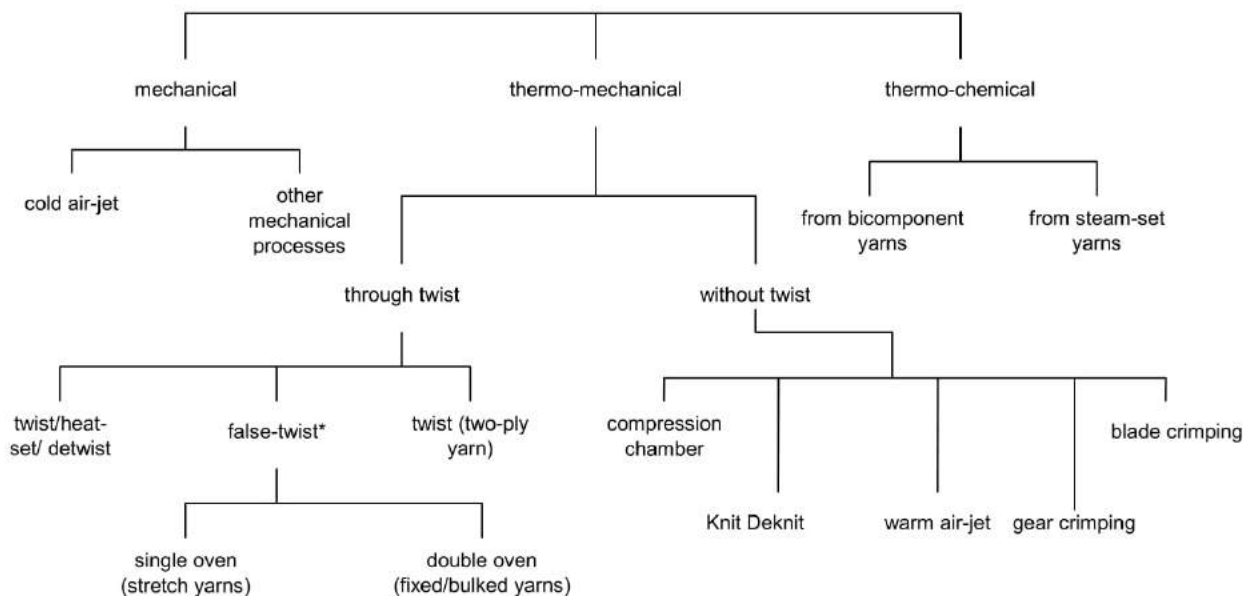 mechanical
thermo-mechanical
thermo-chemical
cold air-jet
other
mechanical
processes
from bicomponent
yarns
from steam-set
yarns
through twist
without twist
twist/heat-
set/ detwist
false-twist*
twist (two-ply
yarn)
compression
chamber
blade crimping
Knit Deknit
warm air-jet
gear crimping
single oven
(stretch yarns)
double oven
(fixed/bulked yarns)